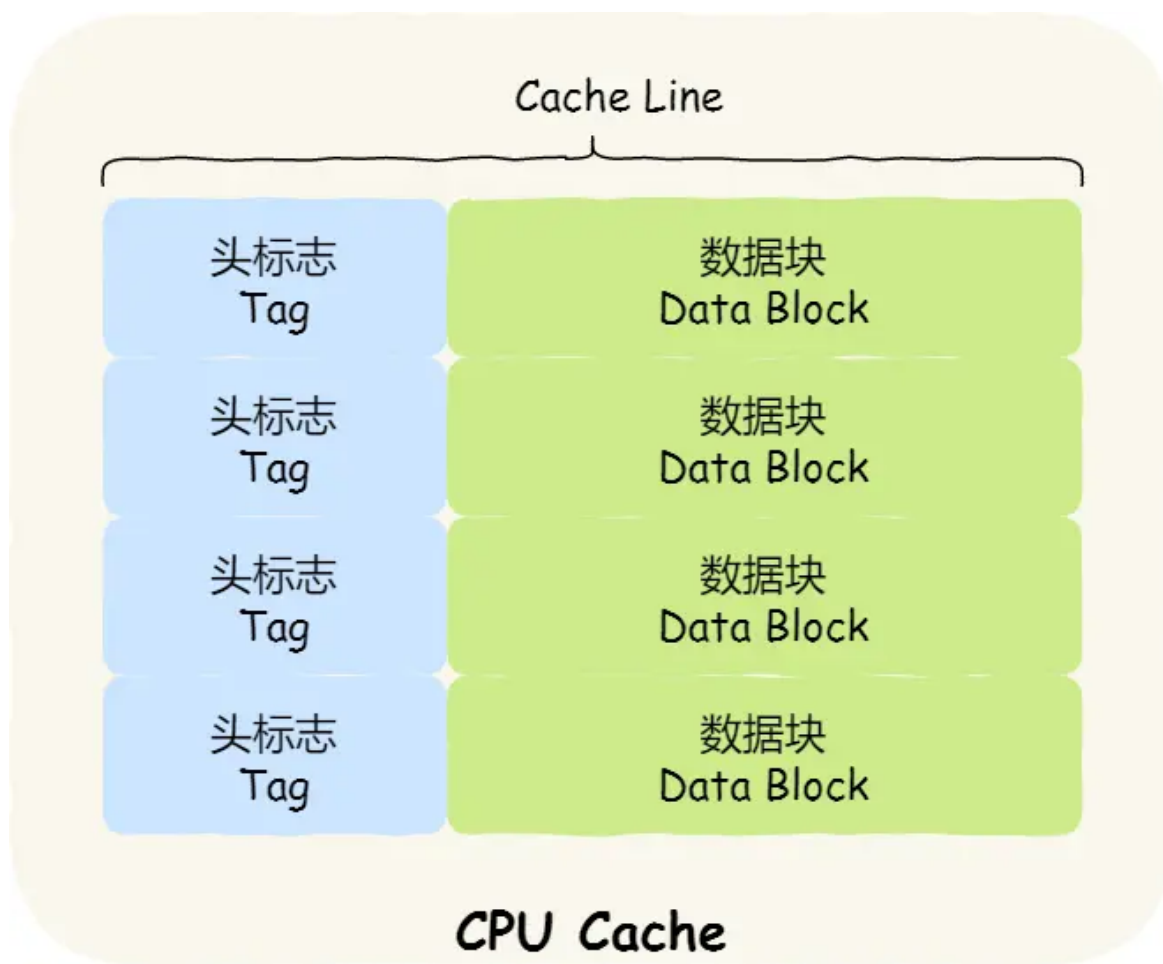 Cache Line
头标志
Tag
数据块
Data Block
头标志
Tag
数据块
Data Block
头标志
Tag
数据块
Data Block
头标志
Tag
数据块
Data Block
CPU Cache